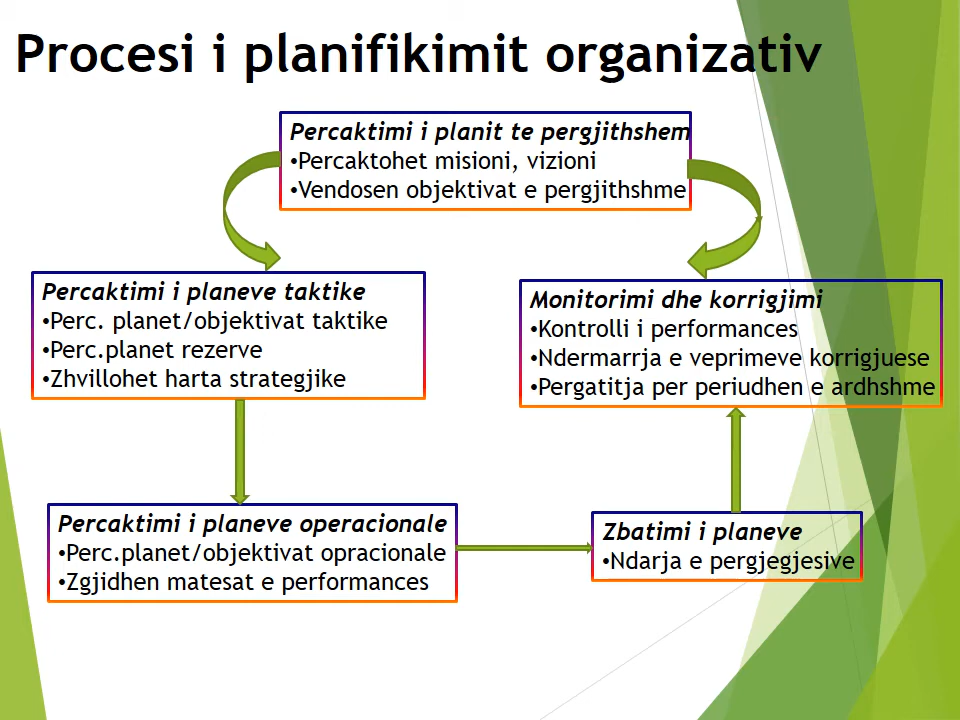 Procesi i planifikimit organizativ
Percaktimi i planit te pergjithshem
•Percaktohet misioni, vizioni
•Vendosen objektivat e pergjithshme
Percaktimi i planeve taktike
•Perc. planet/objektivat taktike
•Perc.planet rezerve
•Zhvillohet harta strategjike
Monitorimi dhe korrigjimi
•Kontrolli i performances
•Ndermarrja e veprimeve korrigjuese
•Pergatitja per periudhen e ardhshme
Percaktimi i planeve operacionale
•Perc.planet/objektivat opracionale
•Zgjidhen matesat e performances
Zbatimi i planeve
•Ndarja e pergjegjesive